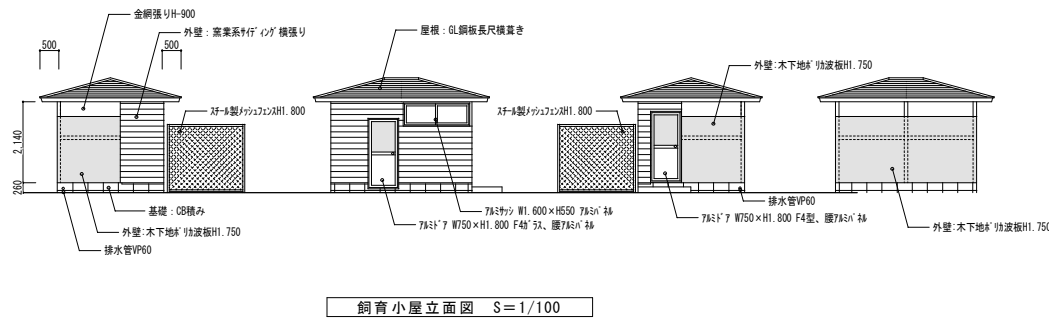 金網張りH-900
外壁：窯業系ｻｲﾃﾞｨﾝｸﾞ横張り
500
500
2,140
260
スチール製メッシュフェンスH1.800
基礎：CB積み
外壁:木下地ﾎﾟﾘｶ波板H1.750
排水管VP60
屋根：GL鋼板長尺横葺き
アルミサッシ W1.600×H550 アルミパネル
アルミドア W750×H1.800 F4ガラス、腰アルミパネル
スチール製メッシュフェンスH1.800
外壁:木下地ﾎﾟﾘｶ波板H1.750
排水管VP60
アルミドア W750×H1.800 F4型、腰アルミパネル
外壁:木下地ﾎﾟﾘｶ波板H1.750
飼育小屋立面図 S=1/100